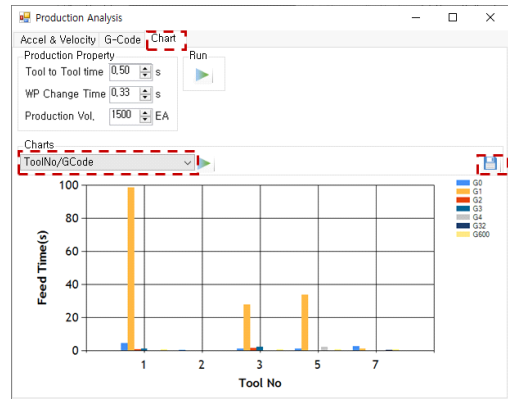 Production Analysis
Accel & Velocity G-Code Chart
Production Property
Run
Tool to Tool time 0,50 s
WP Change Time 0,33 s
Production Vol, 1500 EA
Charts
ToolNo/GCode
100
80
60
40
20
0
Feed Time(s)
1 2 3 5 7
Tool No
G0
G1
G2
G3
G4
G32
G600